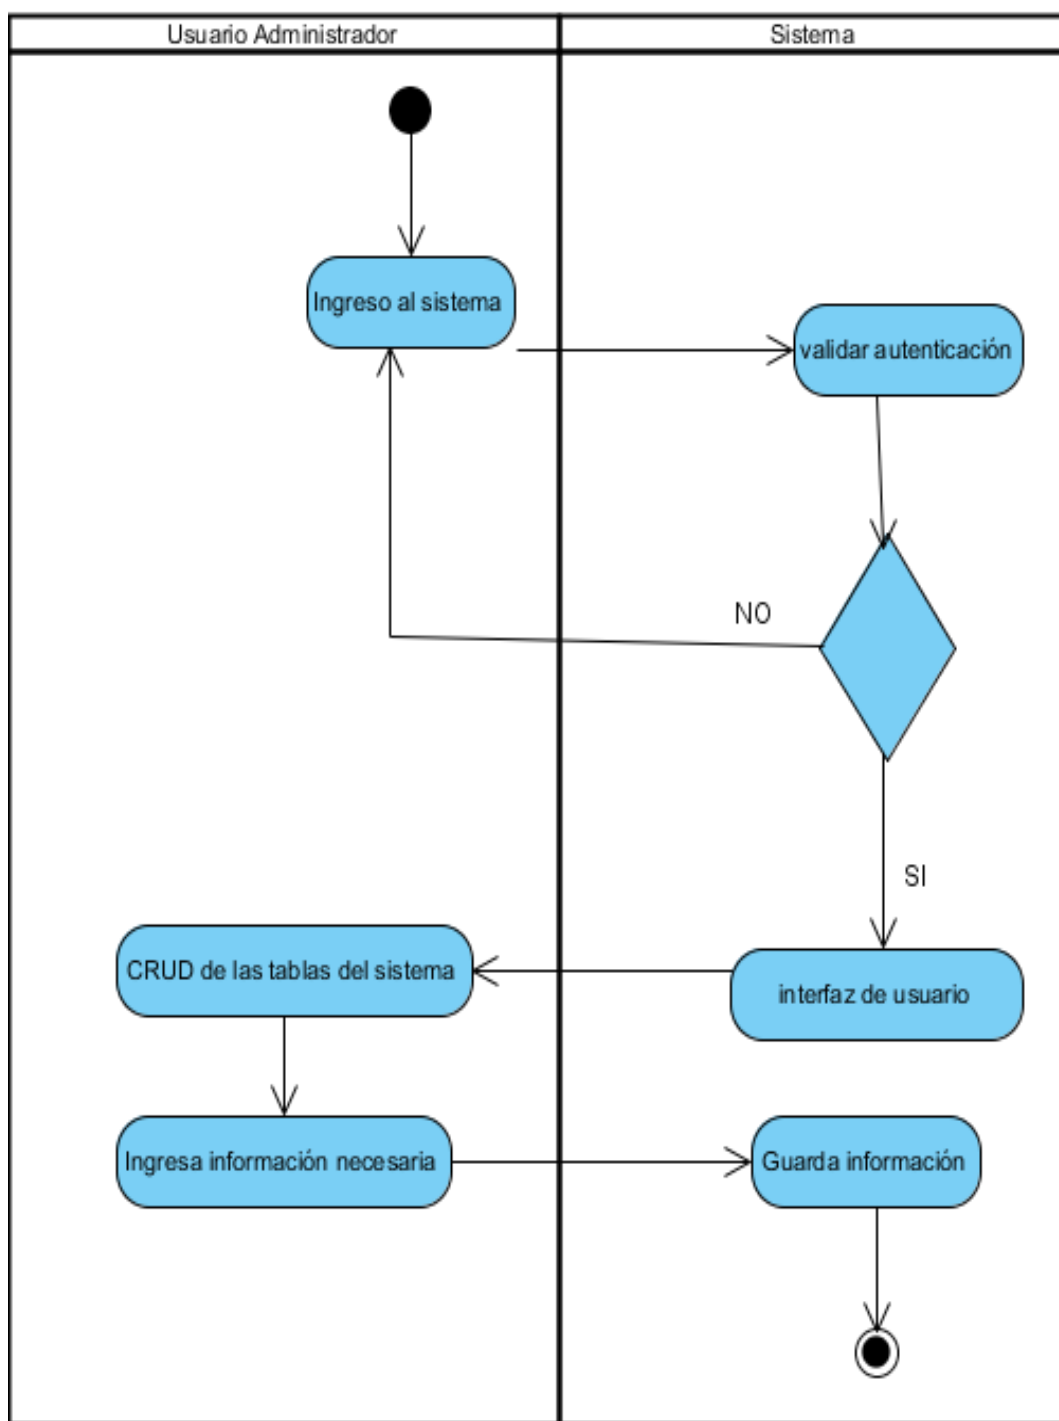 Usuario Administrador
Sistema
Ingreso al sistema
validar autenticación
NO
SI
CRUD de las tablas del sistema
interfaz de usuario
Ingresa información necesaria
Guarda información